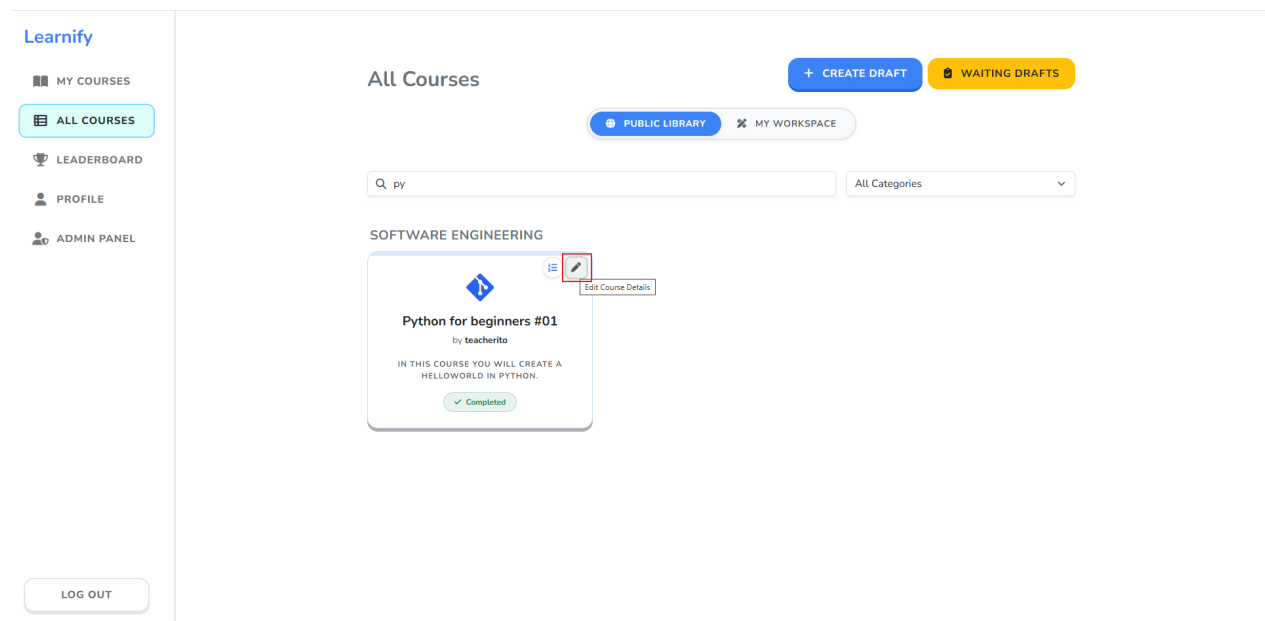 Learnify
MY COURSES
ALL COURSES
LEADERBOARD
PROFILE
ADMIN PANEL
LOG OUT
All Courses
+ CREATE DRAFT
WAITING DRAFTS
PUBLIC LIBRARY
MY WORKSPACE
py
All Categories
SOFTWARE ENGINEERING
Edit Course Details
Python for beginners #01
by teacherito
IN THIS COURSE YOU WILL CREATE A
HELLOWORLD IN PYTHON.
Completed